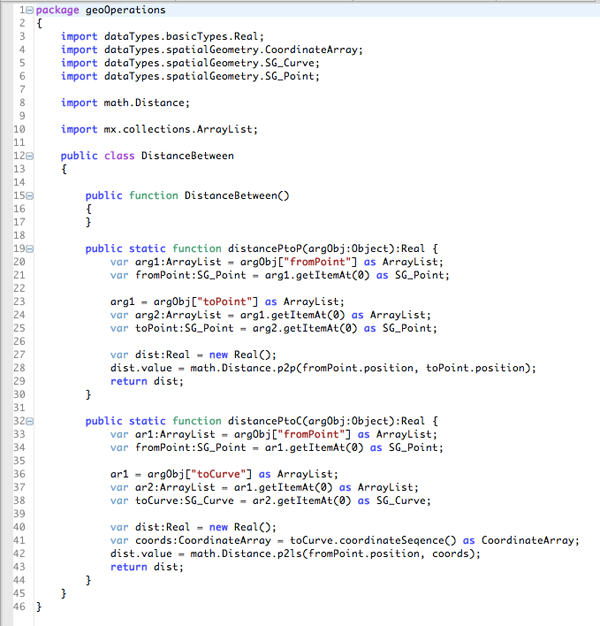 1 package geoOperations
2 {
3 import dataTypes.basicTypes.Real;
4 import dataTypes.spatialGeometry.CoordinateArray;
5 import dataTypes.spatialGeometry.SG_Curve;
6 import dataTypes.spatialGeometry.SG_Point;
7
8 import math.Distance;
9
10 import mx.collections.ArrayList;
11
12 public class DistanceBetween
13 {
14
15 public function DistanceBetween()
16 {
17 }
18
19 public static function distancePtoP(argObj:Object):Real {
20 var arg1:ArrayList = argObj["fromPoint"] as ArrayList;
21 var fromPoint:SG_Point = arg1.getItemAt(0) as SG_Point;
22
23 arg1 = argObj["toPoint"] as ArrayList;
24 var arg2:ArrayList = arg1.getItemAt(0) as ArrayList;
25 var toPoint:SG_Point = arg2.getItemAt(0) as SG_Point;
26
27 var dist:Real = new Real();
28 dist.value = math.Distance.p2p(fromPoint.position, toPoint.position);
29 return dist;
30 }
31
32 public static function distancePtoC(argObj:Object):Real {
33 var ar1:ArrayList = argObj["fromPoint"] as ArrayList;
34 var fromPoint:SG_Point = ar1.getItemAt(0) as SG_Point;
35
36 ar1 = argObj["toCurve"] as ArrayList;
37 var ar2:ArrayList = ar1.getItemAt(0) as ArrayList;
38 var toCurve:SG_Curve = ar2.getItemAt(0) as SG_Curve;
39
40 var dist:Real = new Real();
41 var coords:CoordinateArray = toCurve.coordinateSeqence() as CoordinateArray;
42 dist.value = math.Distance.p2ls(fromPoint.position, coords);
43 return dist;
44 }
45 }
46 }